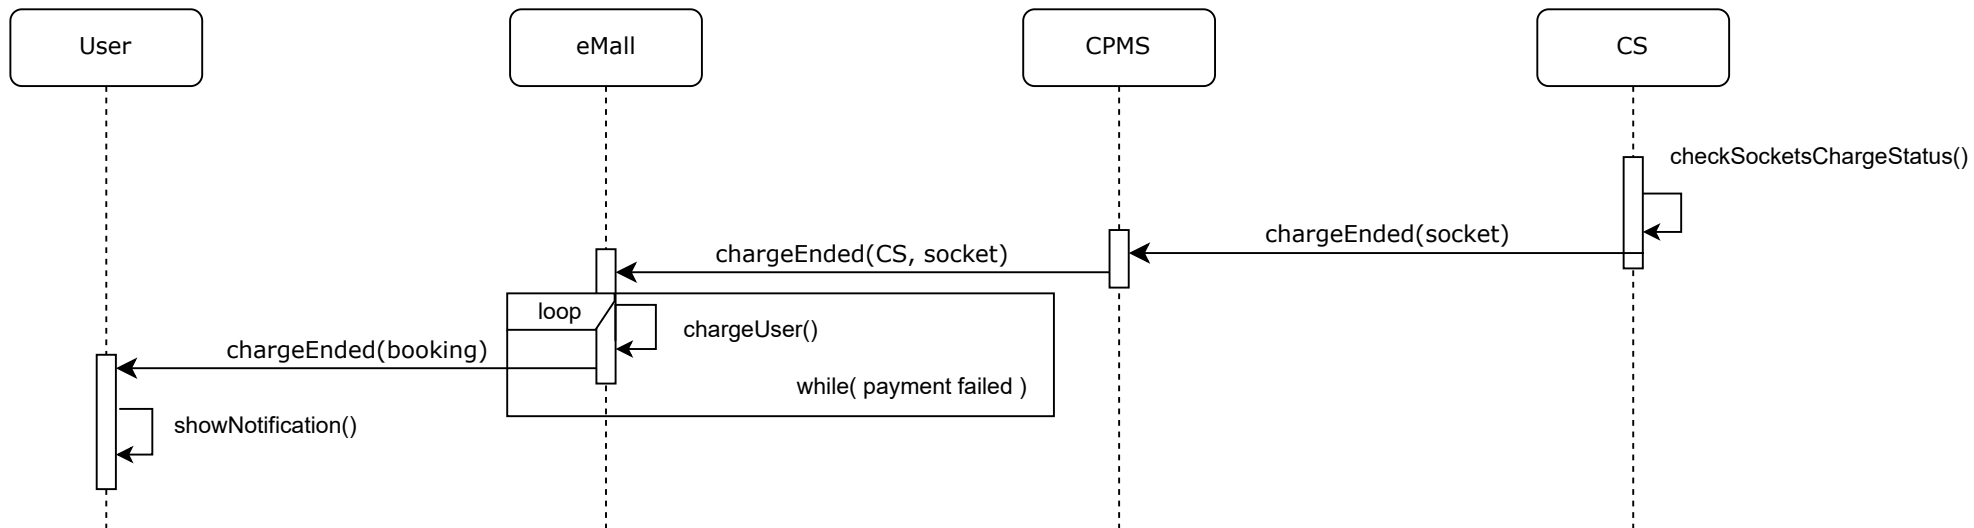 User
eMall
CPMS
CS
checkSocketsChargeStatus()
chargeEnded(socket)
chargeEnded(CS, socket)
loop
chargeUser()
chargeEnded(booking)
while( payment failed )
showNotification()